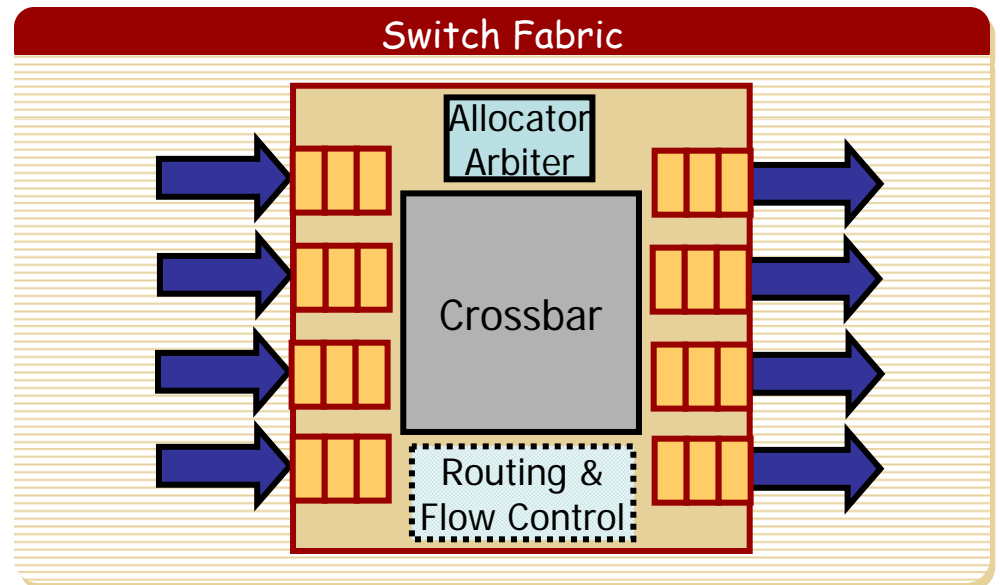 Switch Fabric
Allocator
Arbiter
Crossbar
Routing &
Flow Control